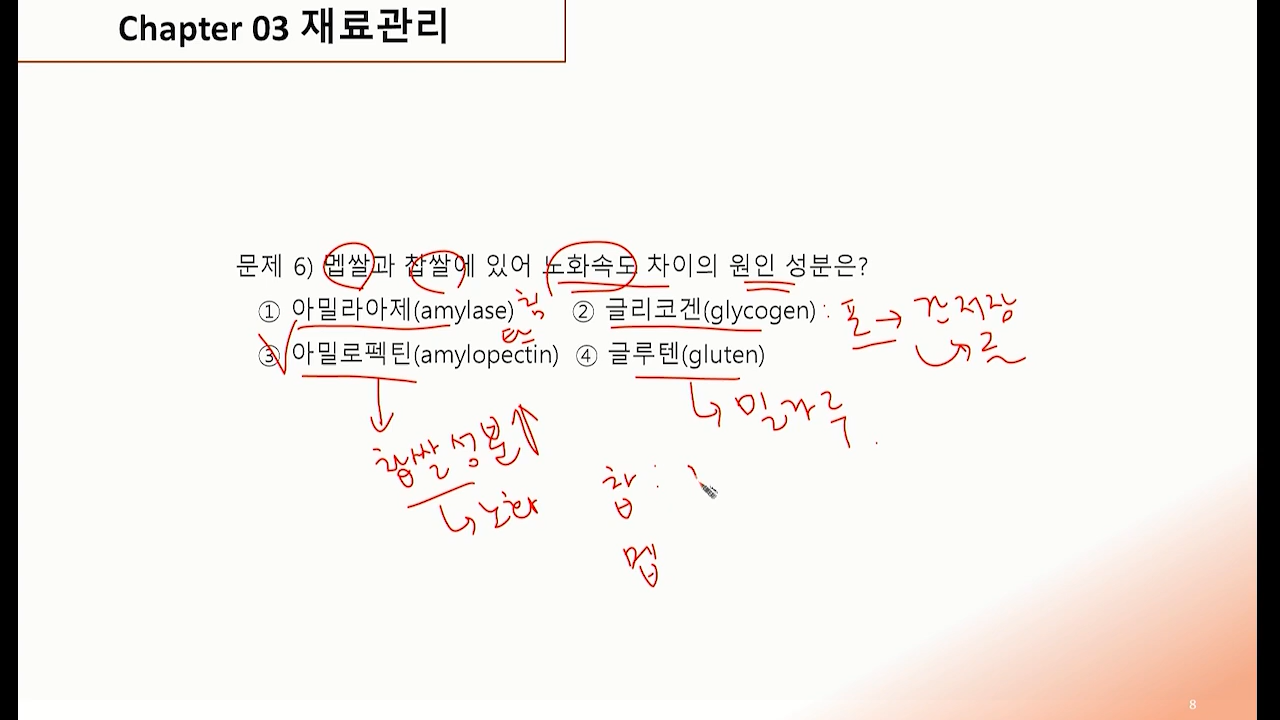 Chapter 03 재료관리
문제 6) 멥쌀과 찹쌀에 있어 노화속도 차이의 원인 성분은?
① 아밀라아제(amylase) 침 ② 글리코겐(glycogen) : 포 → 간 저장
탄
③ 아밀로펙틴(amylopectin) ④ 글루텐(gluten)
밀가루
찹쌀성분↑
노화
찹 :
멥
8